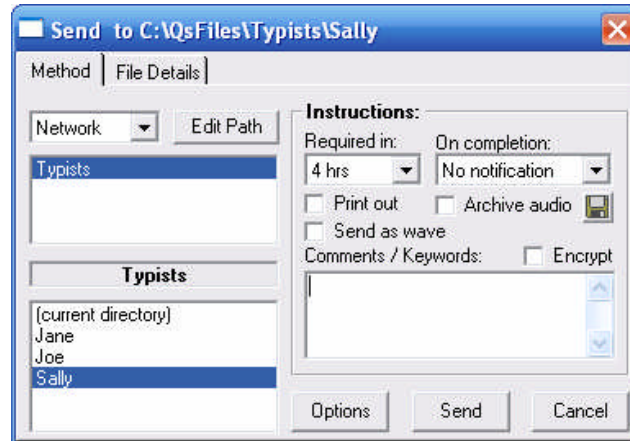 Send to C:\QsFiles\Typists\Sally
Method
File Details
Network
Edit Path
Typists
Typists
(current directory)
Jane
Joe
Sally
Instructions:
Required in:
On completion:
4 hrs
No notification
Print out
Archive audio
Send as wave
Comments / Keywords:
Encrypt
Options
Send
Cancel